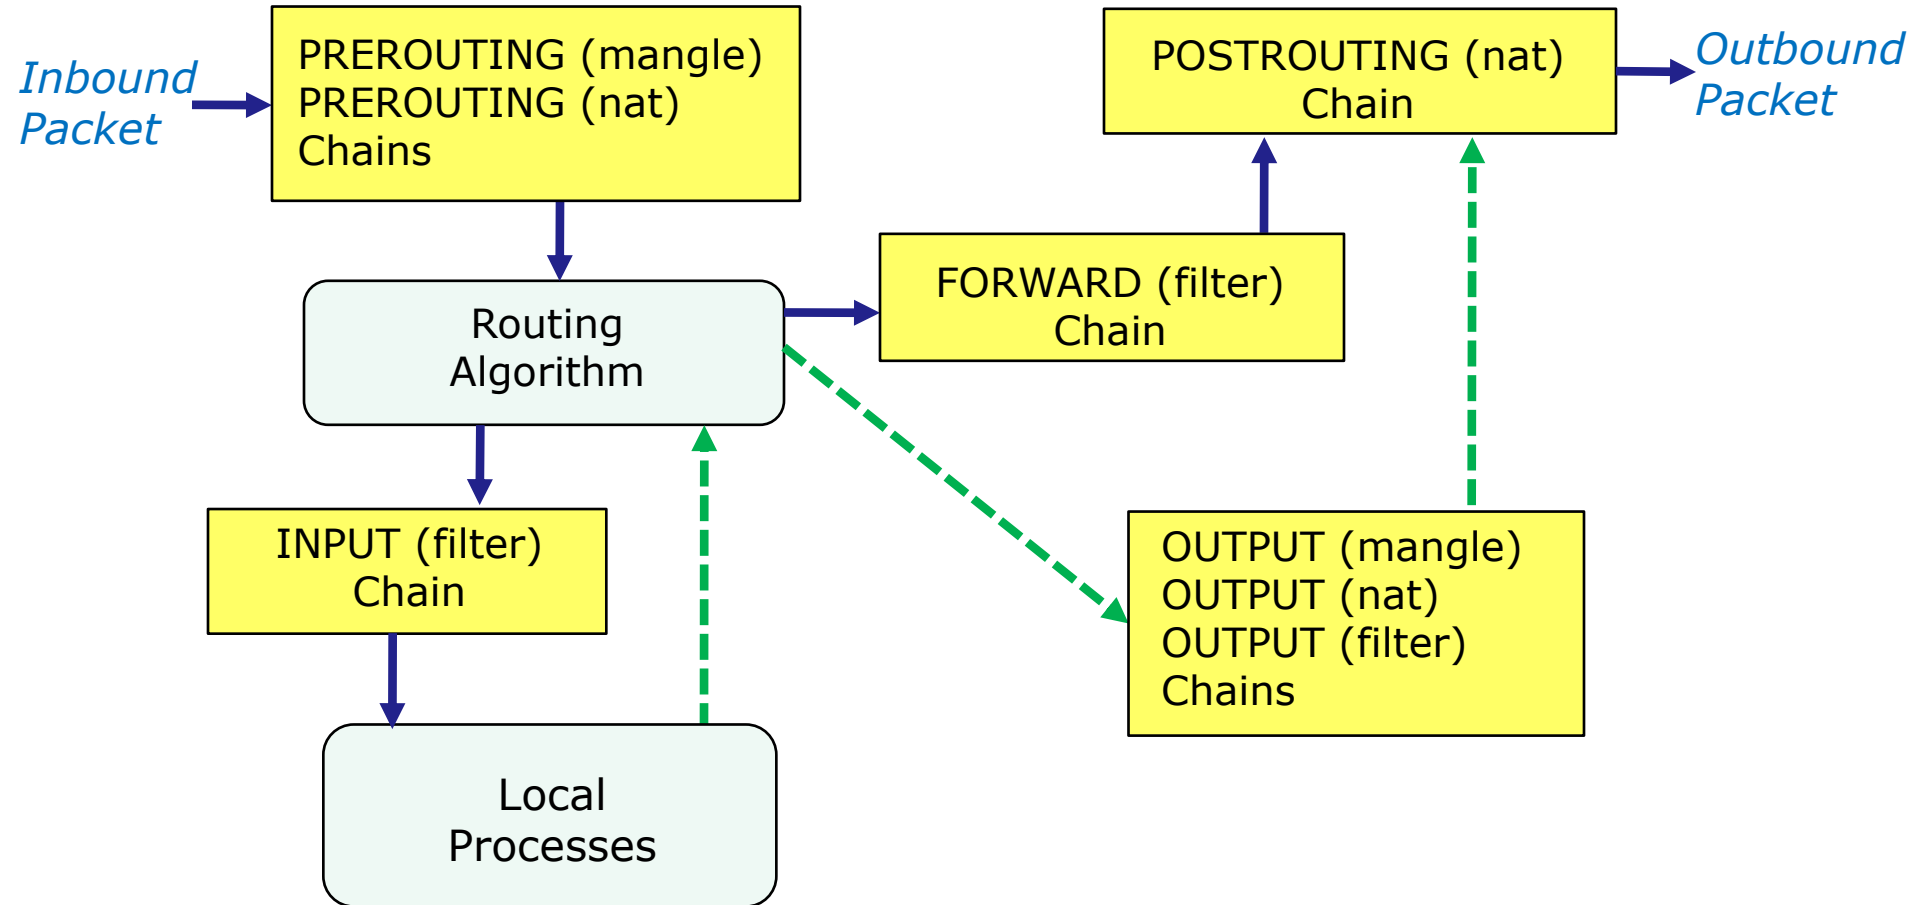 Inbound
Packet
PREROUTING (mangle)
PREROUTING (nat)
Chains
POSTROUTING (nat)
Chain
Outbound
Packet
Routing
Algorithm
FORWARD (filter)
Chain
INPUT (filter)
Chain
OUTPUT (mangle)
OUTPUT (nat)
OUTPUT (filter)
Chains
Local
Processes